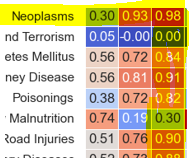 Neoplasms 0.30 0.93 0.98
nd Terrorism 0.05 -0.00 0.00
etes Mellitus 0.56 0.72 0.84
ney Disease 0.56 0.81 0.91
Poisonings 0.38 0.72 0.82
Malnutrition 0.74 0.19 0.30
Road Injuries 0.51 0.76 0.90